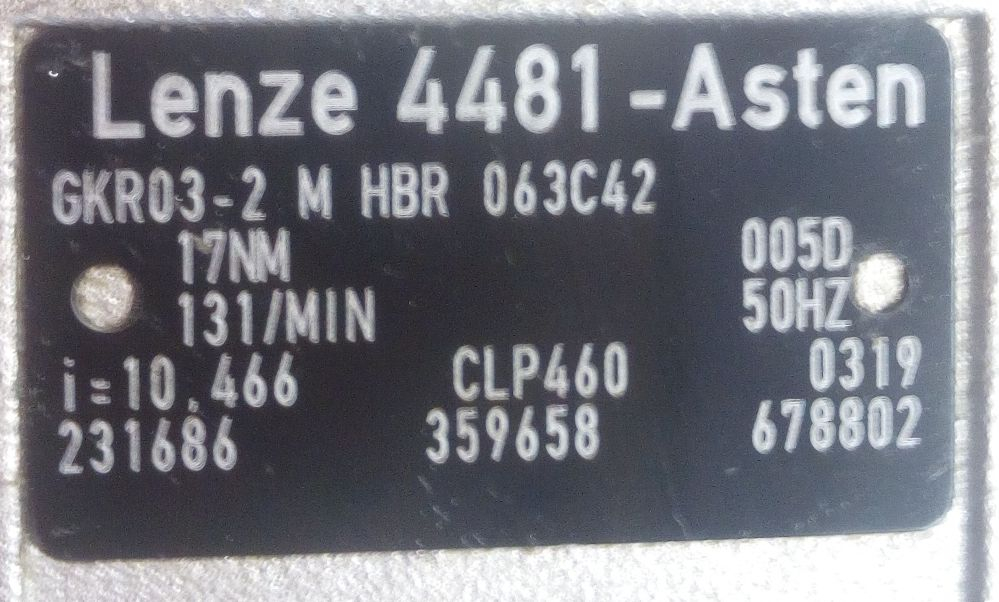 Lenze 4481-Asten
GKR03-2 M HBR 063C42
17NM 005D
131/MIN 50HZ
i=10.466 CLP460 0319
231686 359658 678802